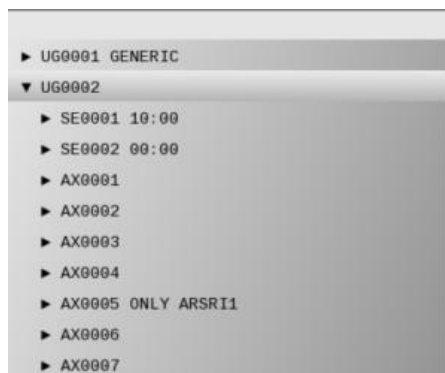 UG0001 GENERIC
UG0002
SE0001 10:00
SE0002 00:00
AX0001
AX0002
AX0003
AX0004
AX0005 ONLY ARSRI1
AX0006
AX0007